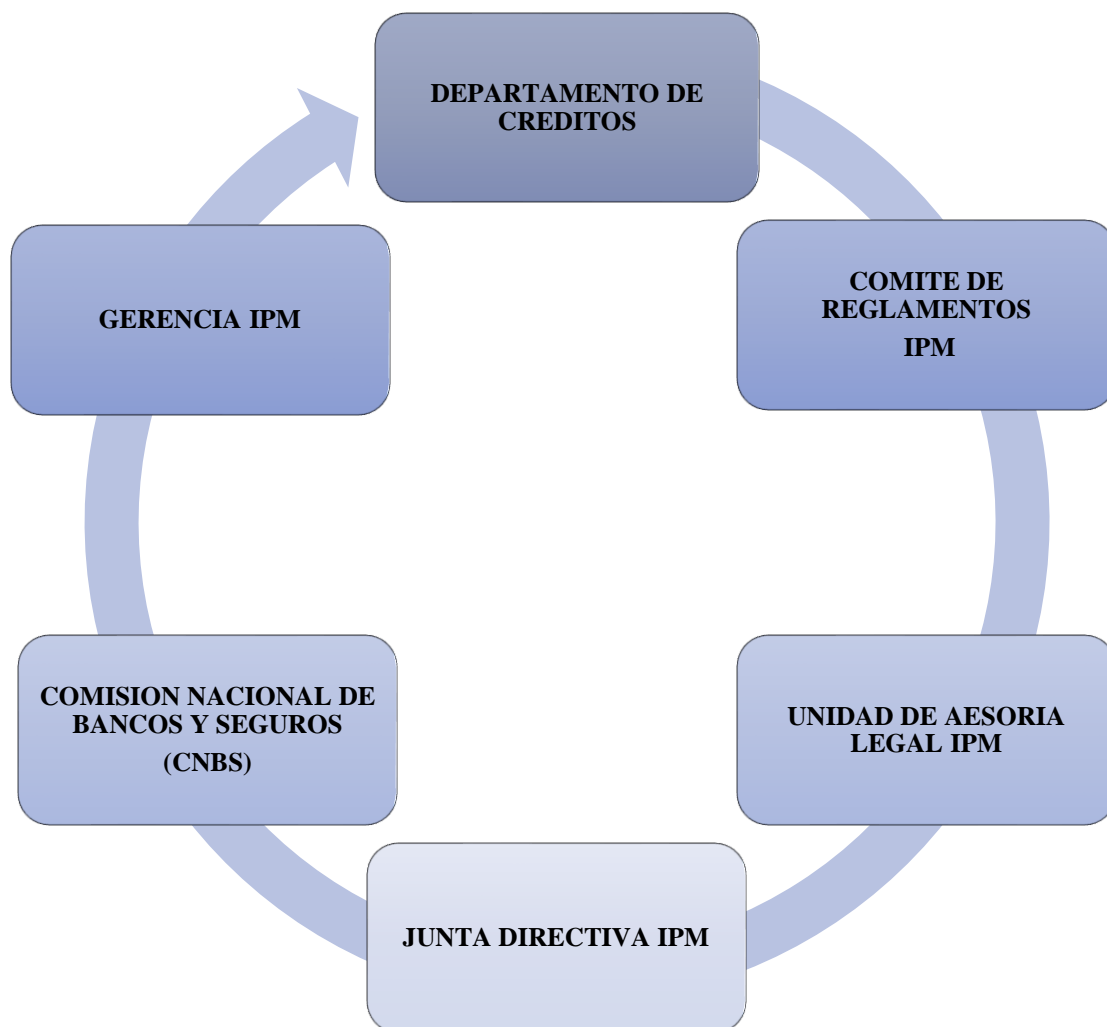 DEPARTAMENTO DE
CREDITOS
COMITE DE
REGLAMENTOS
IPM
UNIDAD DE AESORIA
LEGAL IPM
JUNTA DIRECTIVA IPM
COMISION NACIONAL DE
BANCOS Y SEGUROS
(CNBS)
GERENCIA IPM